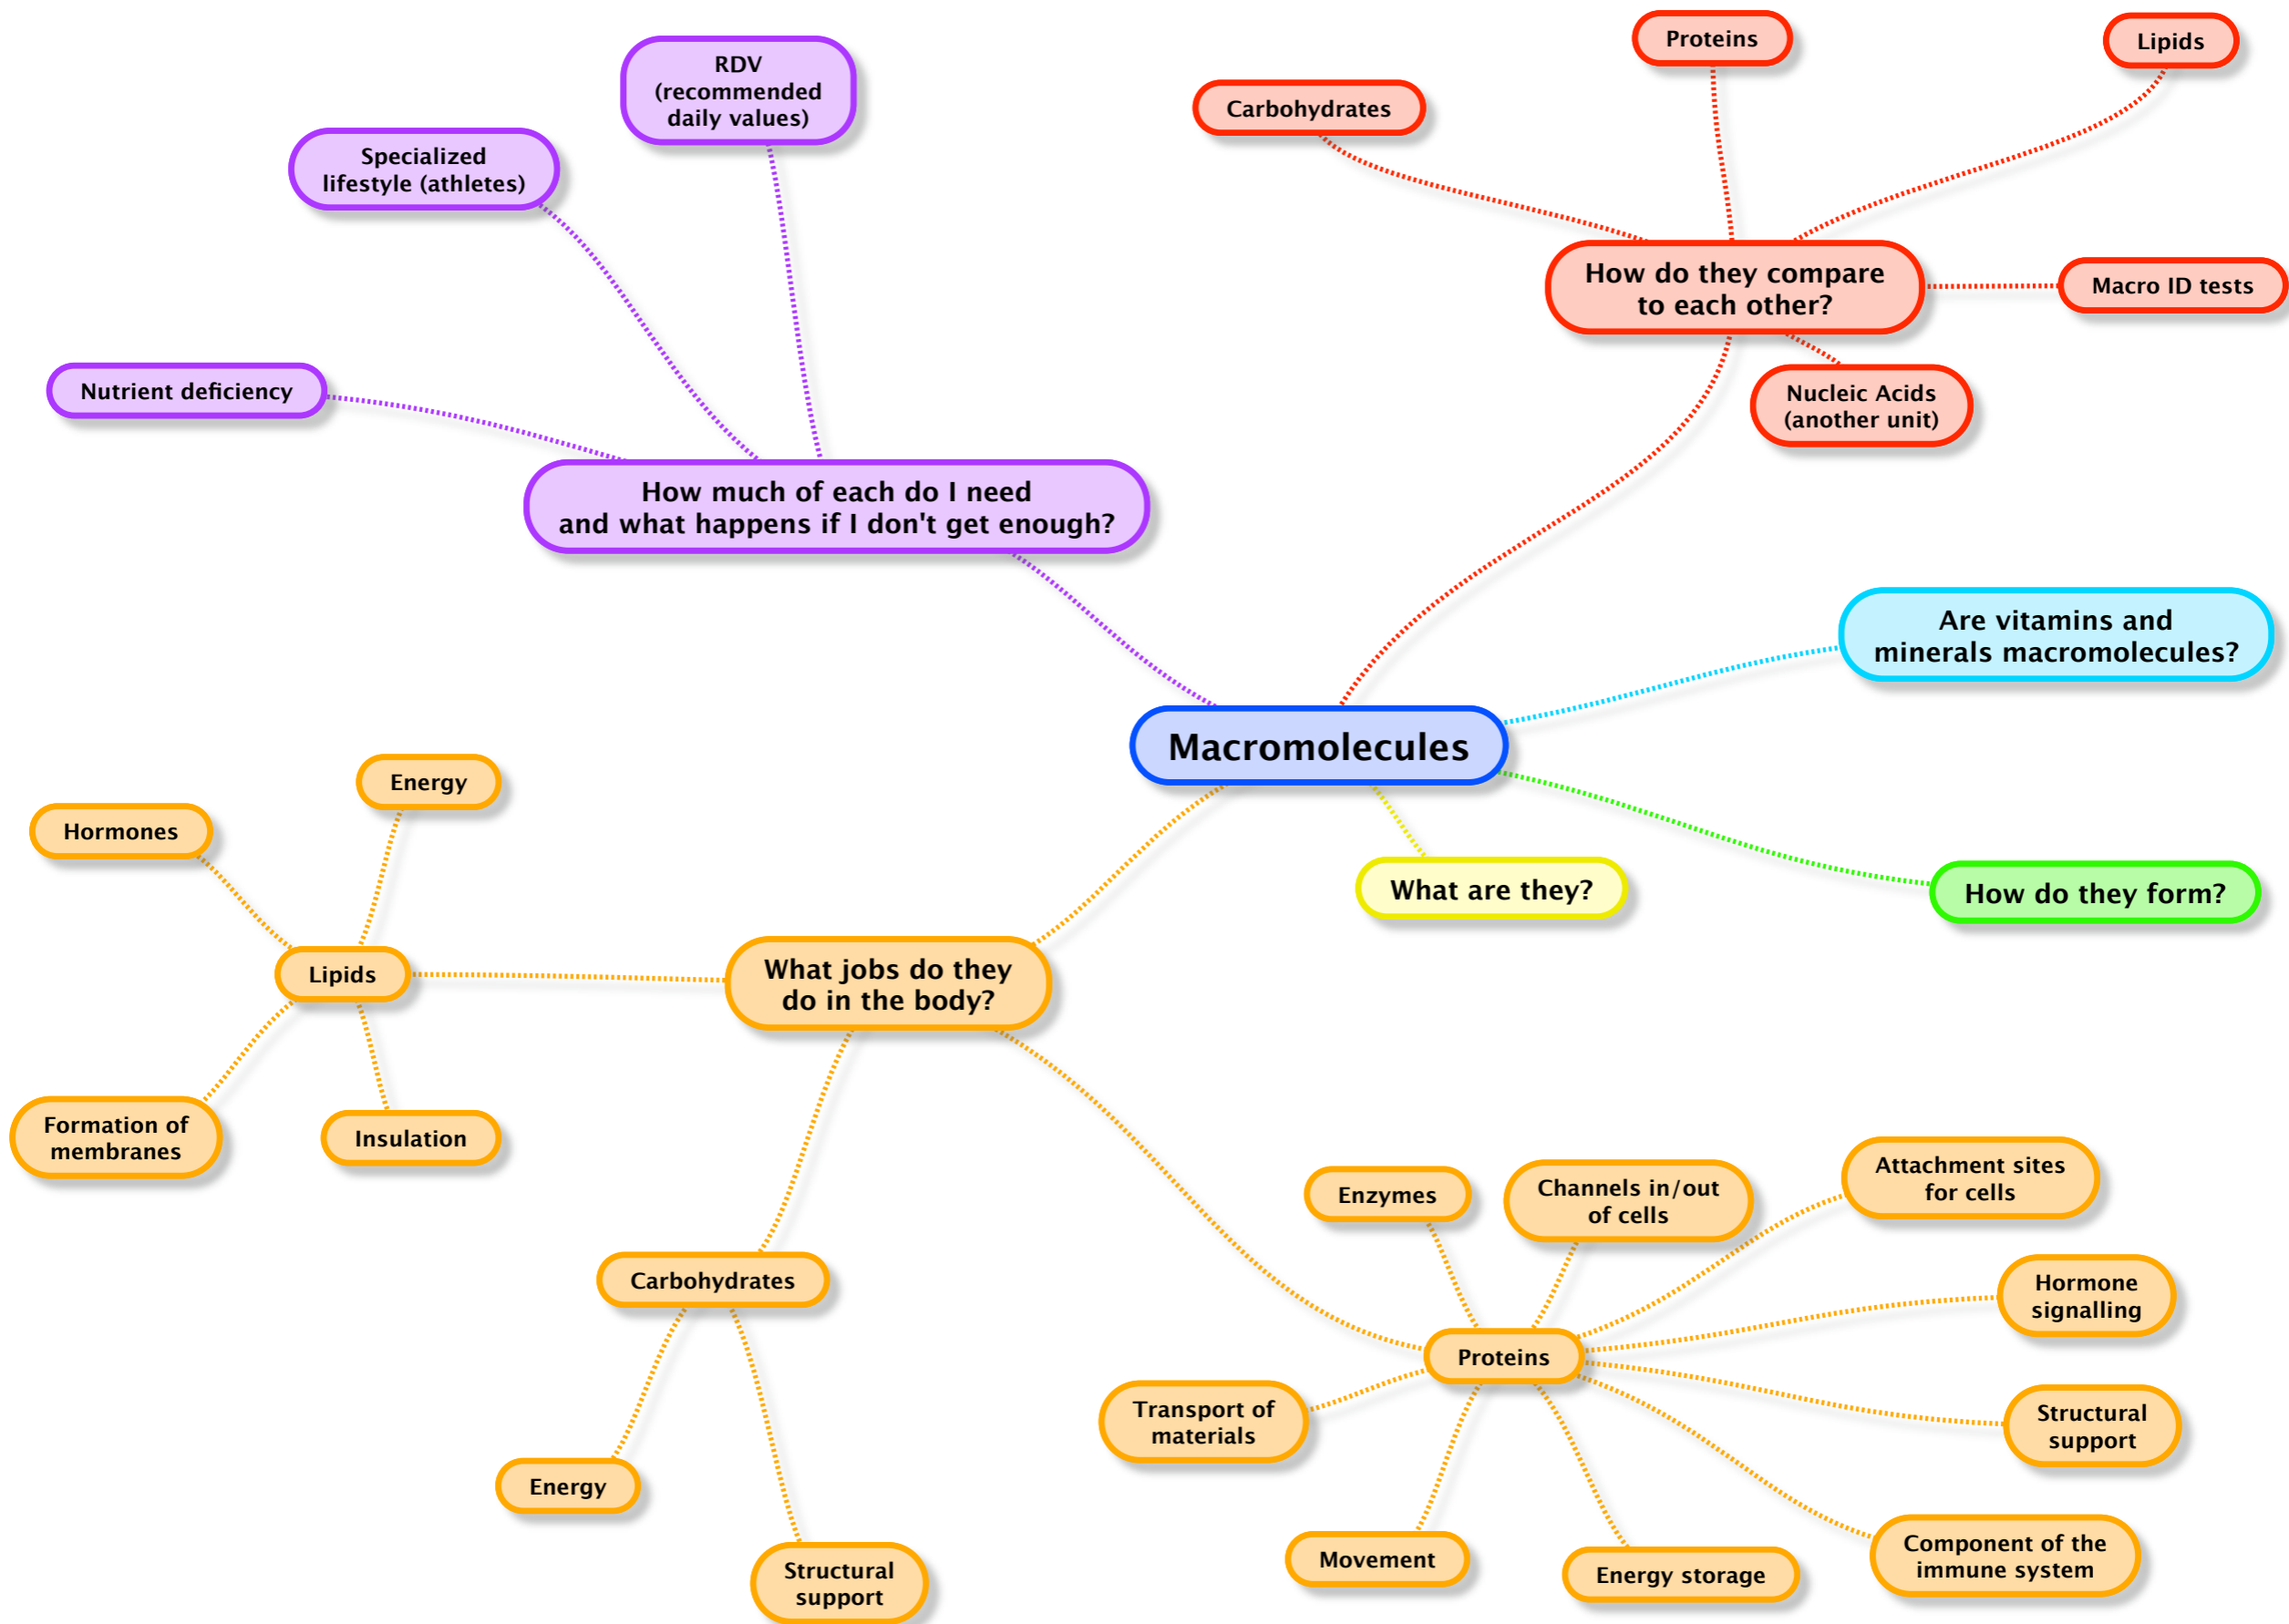 Proteins
Lipids
RDV
(recommended
daily values)
Carbohydrates
Specialized
lifestyle (athletes)
How do they compare
to each other?
Macro ID tests
Nutrient deficiency
Nucleic Acids
(another unit)
How much of each do I need
and what happens if I don't get enough?
Are vitamins and
minerals macromolecules?
Macromolecules
Energy
Hormones
What are they?
How do they form?
Lipids
What jobs do they
do in the body?
Formation of
membranes
Insulation
Enzymes
Channels in/out
of cells
Attachment sites
for cells
Carbohydrates
Hormone
signalling
Proteins
Transport of
materials
Structural
support
Energy
Movement
Energy storage
Component of the
immune system
Structural
support